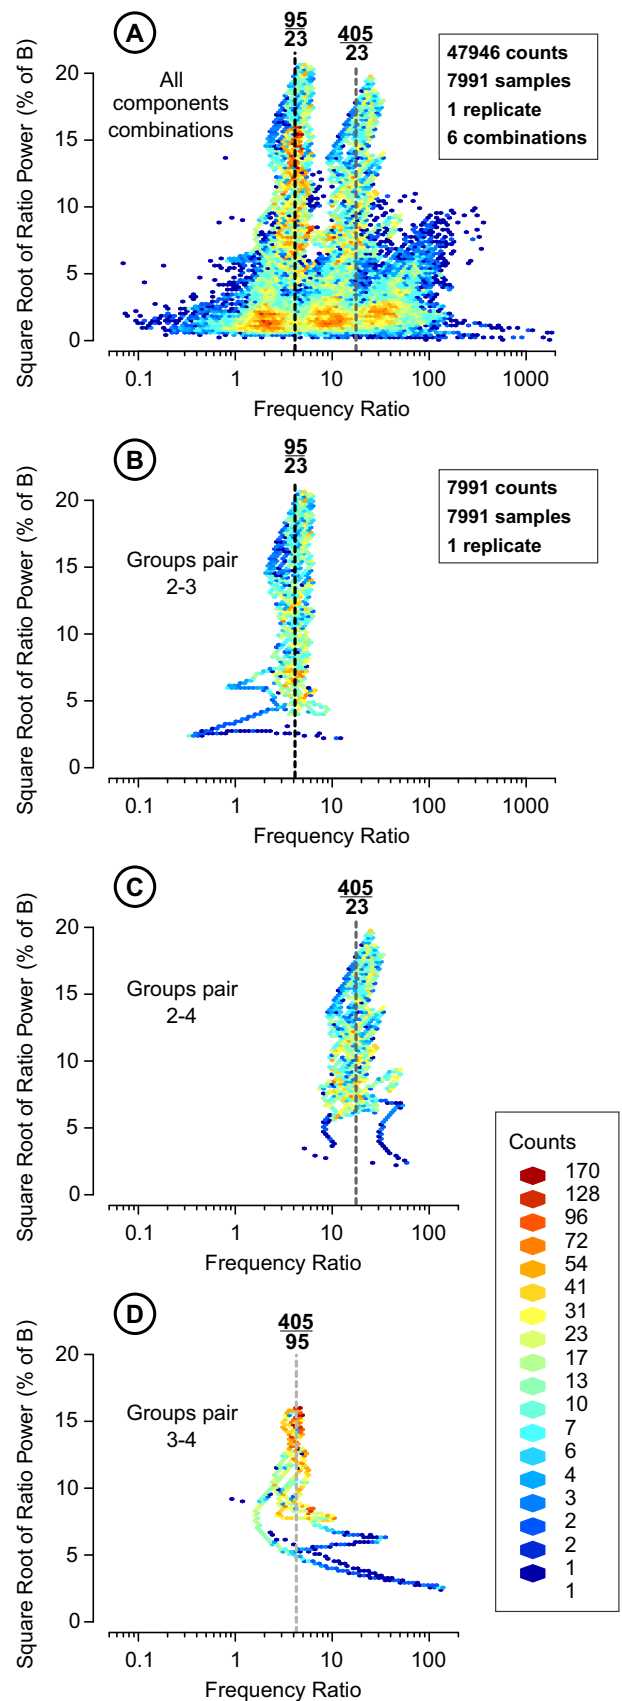 A
95
23
405
23
All
components
combinations
47946 counts
7991 samples
1 replicate
6 combinations
Square Root of Ratio Power (% of B)
20
15
10
5
0
0.1 1 10 100 1000
Frequency Ratio
B
95
23
Groups pair
2-3
7991 counts
7991 samples
1 replicate
Square Root of Ratio Power (% of B)
20
15
10
5
0
0.1 1 10 100 1000
Frequency Ratio
C
405
23
Groups pair
2-4
Square Root of Ratio Power (% of B)
20
15
10
5
0
0.1 1 10 100
Frequency Ratio
D
405
95
Groups pair
3-4
Square Root of Ratio Power (% of B)
20
15
10
5
0
0.1 1 10 100
Frequency Ratio
Counts
170
128
96
72
54
41
31
23
17
13
10
7
6
4
3
2
2
1
1